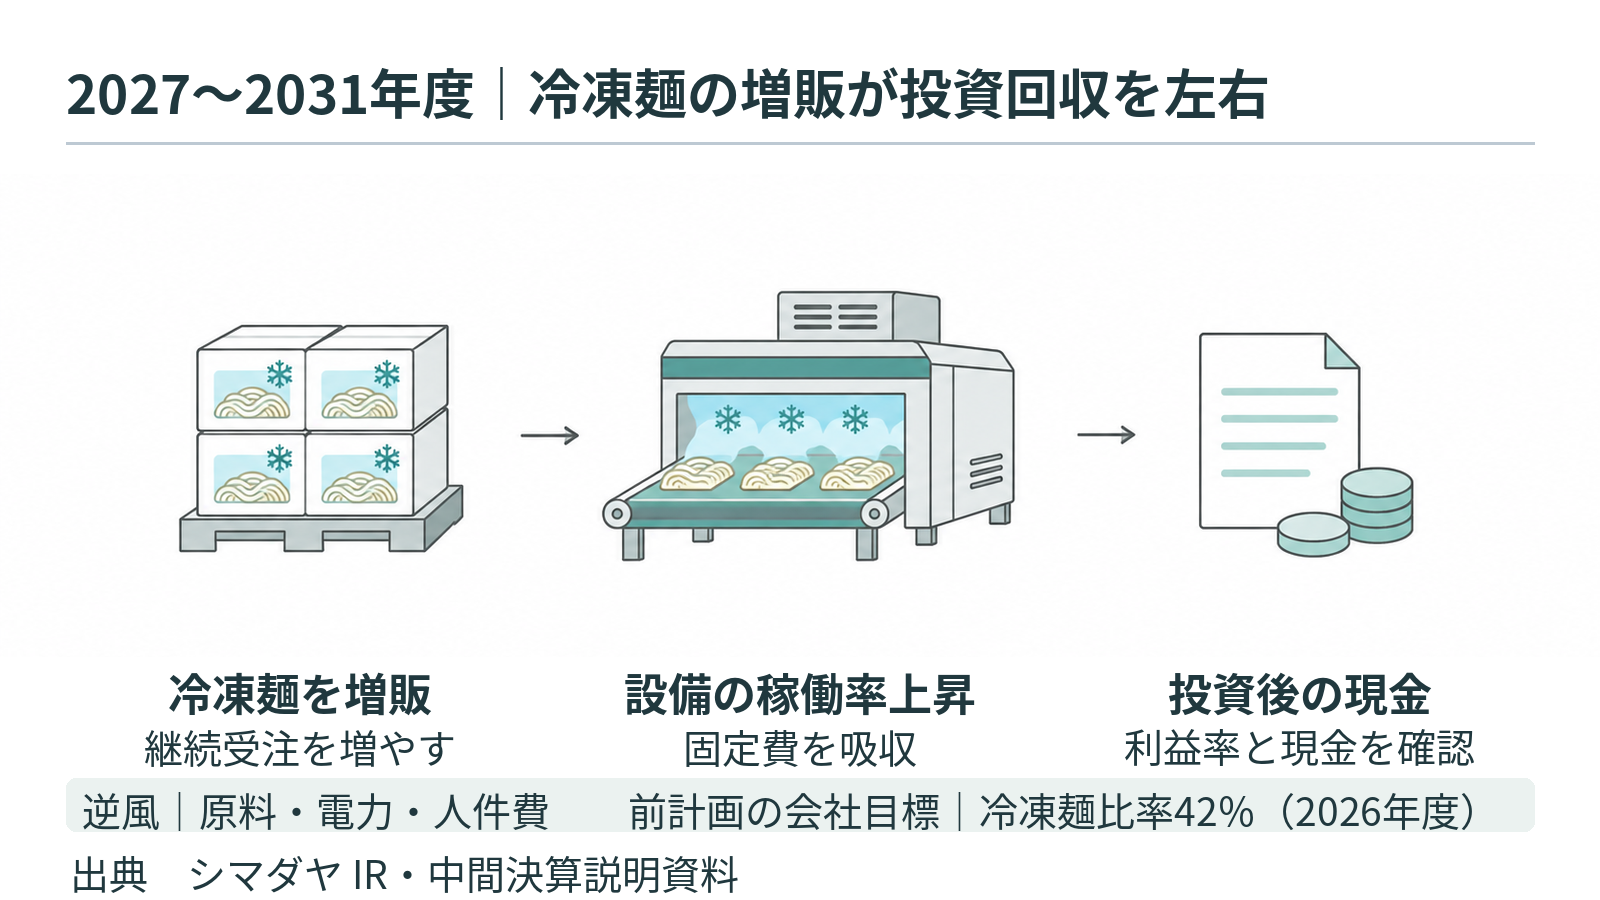 2027～2031年度｜冷凍麺の増販が投資回収を左右
冷凍麺を増販
継続受注を増やす
設備の稼働率上昇
固定費を吸収
投資後の現金
利益率と現金を確認
逆風｜原料・電力・人件費　前計画の会社目標｜冷凍麺比率42%（2026年度）
出典　シマダヤ IR・中間決算説明資料